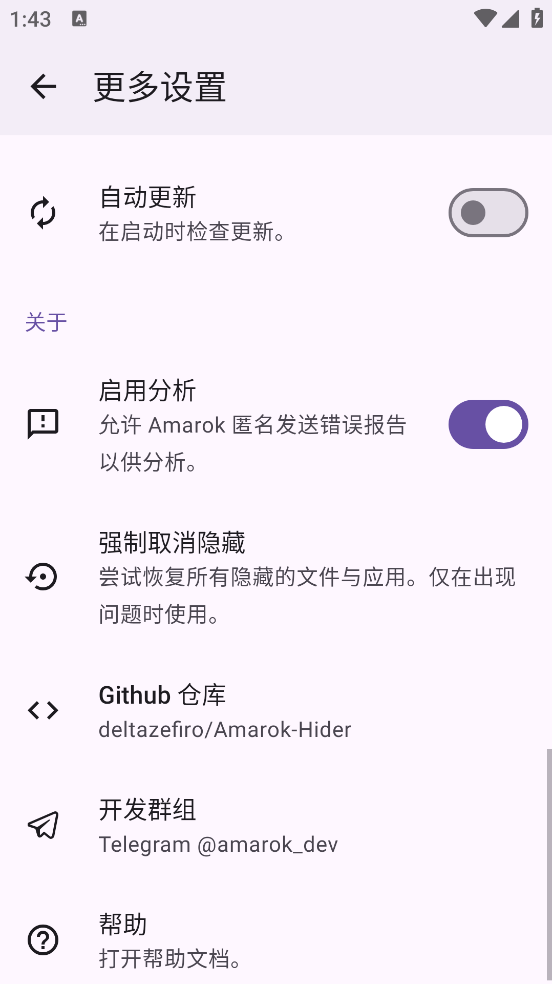 1:43
A
更多设置
自动更新
在启动时检查更新。
关于
启用分析
允许 Amarok 匿名发送错误报告
以供分析。
强制取消隐藏
尝试恢复所有隐藏的文件与应用。仅在出现
问题时使用。
Github 仓库
deltazefiro/Amarok-Hider
开发群组
Telegram @amarok_dev
帮助
打开帮助文档。